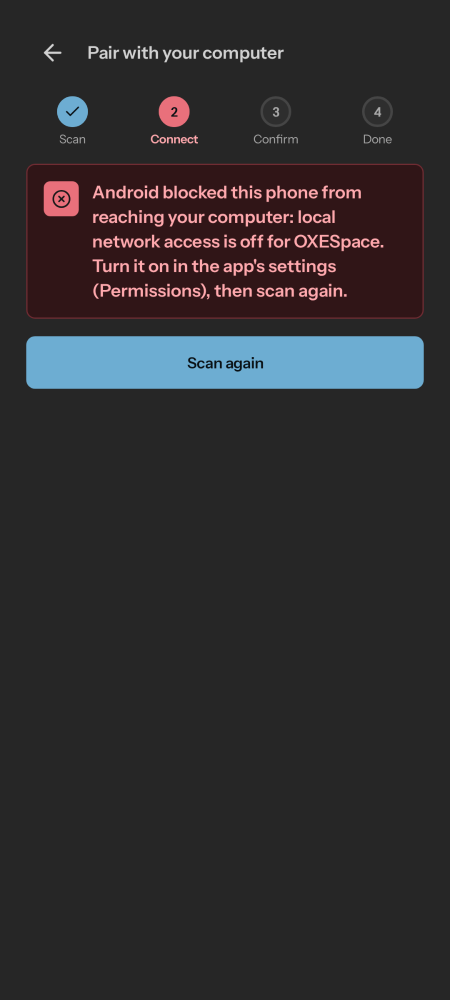 Pair with your computer
2
3
4
Scan
Connect
Confirm
Done
Android blocked this phone from
reaching your computer: local
network access is off for OXESpace.
Turn it on in the app's settings
(Permissions), then scan again.
Scan again